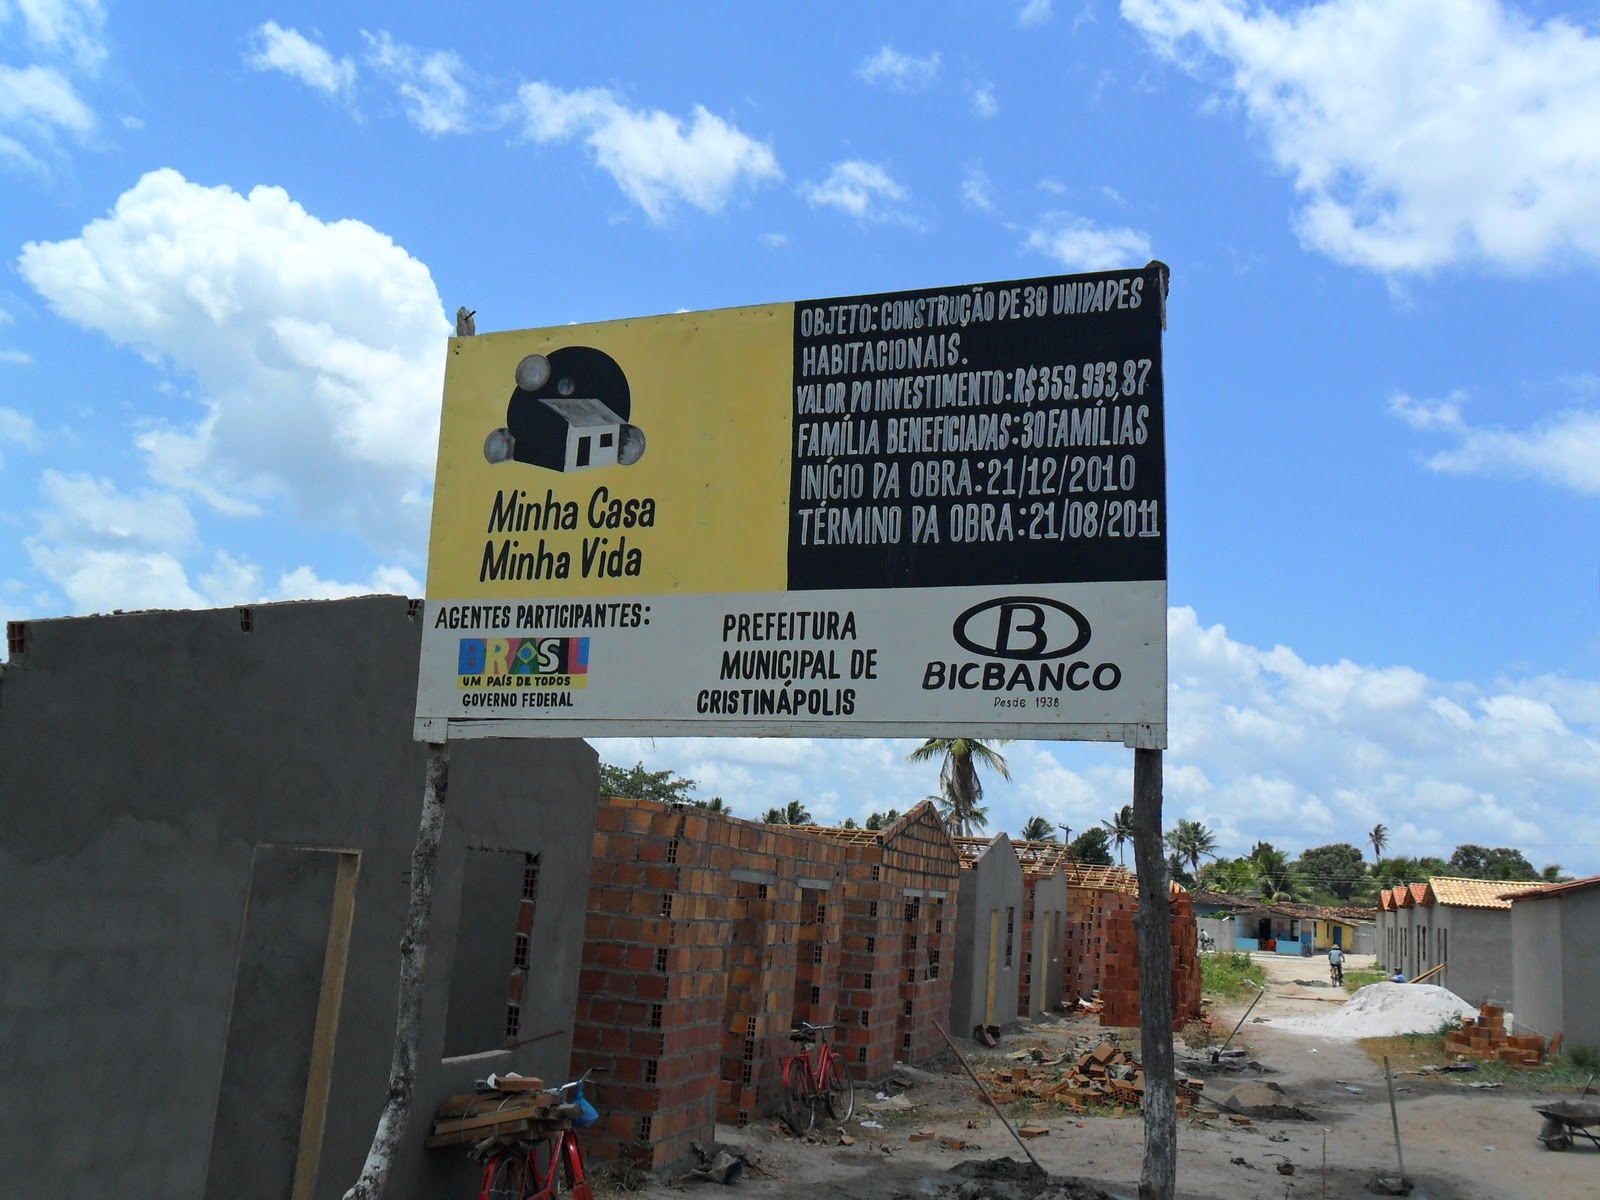 Minha Casa
Minha Vida
OBJETO: CONSTRUÇÃO DE 30 UNIDADES
HABITACIONAIS.
VALOR DO INVESTIMENTO: R$359.933,87
FAMÍLIA BENEFICIADAS: 30 FAMÍLIAS
INÍCIO DA OBRA: 21/12/2010
TÉRMINO DA OBRA: 21/08/2011
AGENTES PARTICIPANTES:
BRASIL
UM PAÍS DE TODOS
GOVERNO FEDERAL
PREFEITURA
MUNICIPAL DE
CRISTINÁPOLIS
B
BICBANCO
Desde 1938